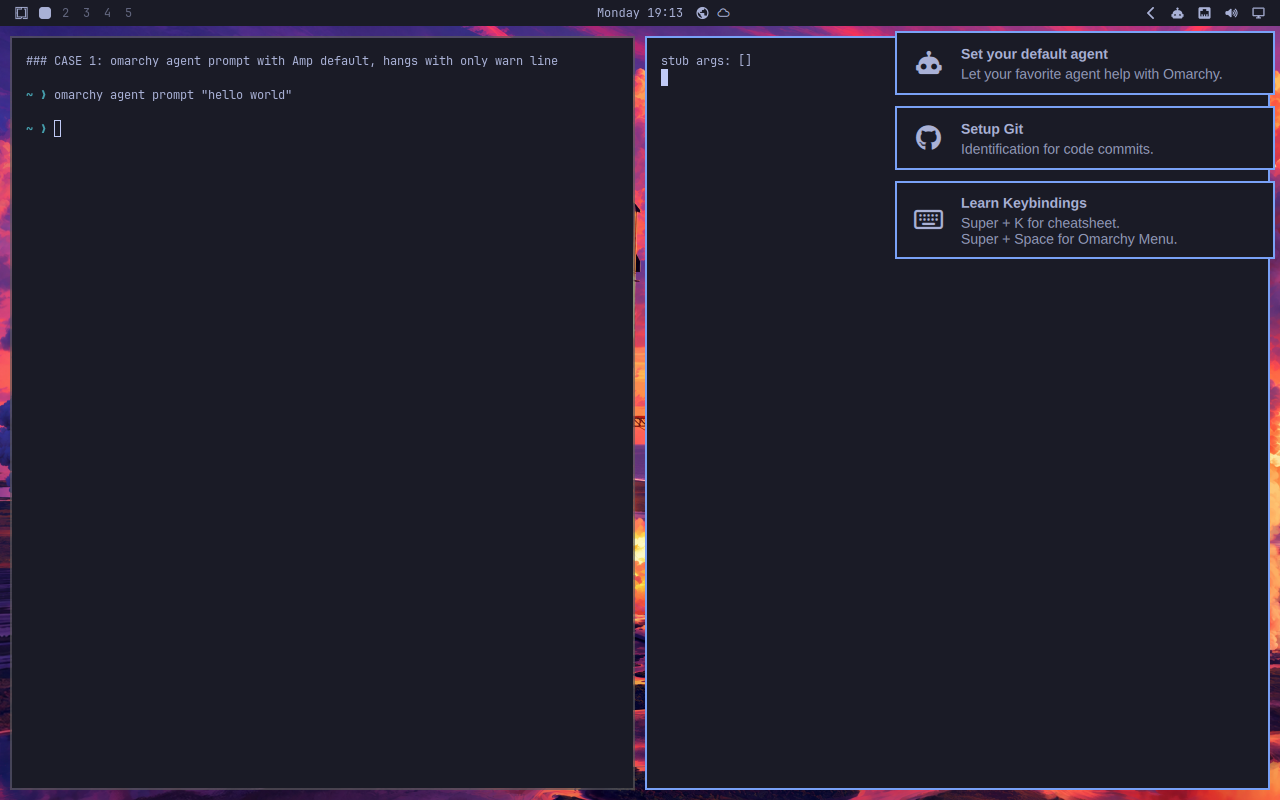 2 3 4 5
Monday 19:13
### CASE 1: omarchy agent prompt with Amp default, hangs with only warn line
~ ❯ omarchy agent prompt "hello world"
~ ❯
stub args: []
Set your default agent
Let your favorite agent help with Omarchy.
Setup Git
Identification for code commits.
Learn Keybindings
Super + K for cheatsheet.
Super + Space for Omarchy Menu.